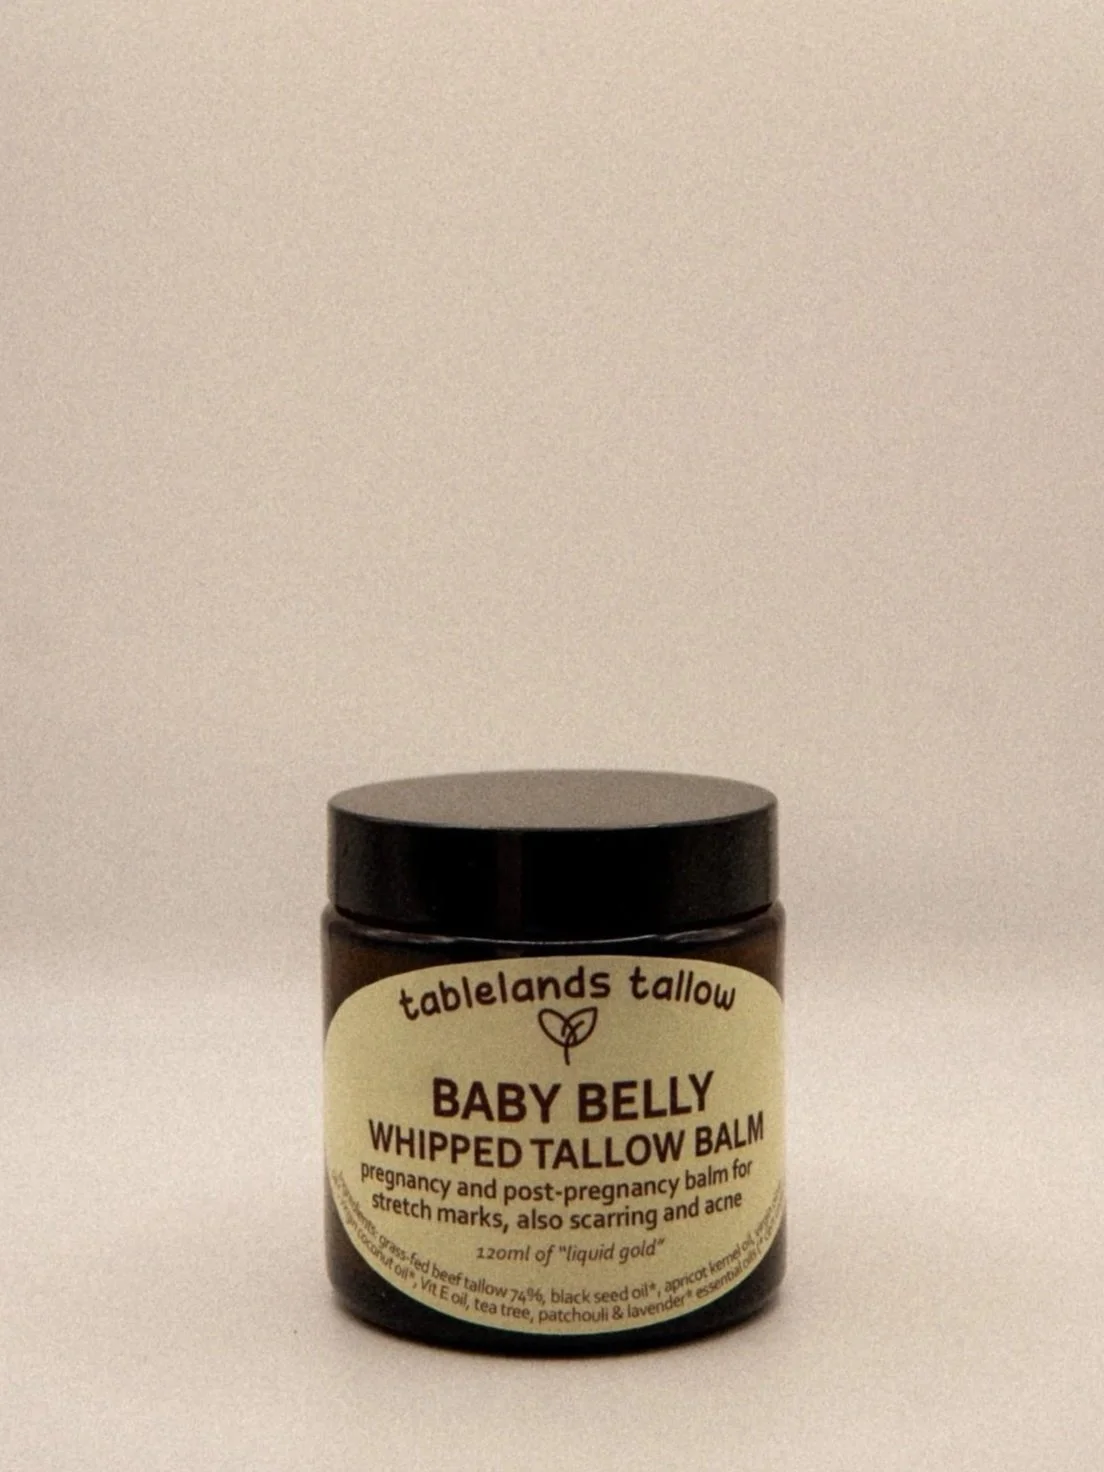 tablelands tallow
BABY BELLY
WHIPPED TALLOW BALM
pregnancy and post-pregnancy balm for
stretch marks, also scarring and acne
120ml of "liquid gold"
Ingredients: grass-fed beef tallow 74%, black seed oil*, apricot kernel oil,
virgin coconut oil*, Vit E oil, tea tree, patchouli & lavender* essential oils